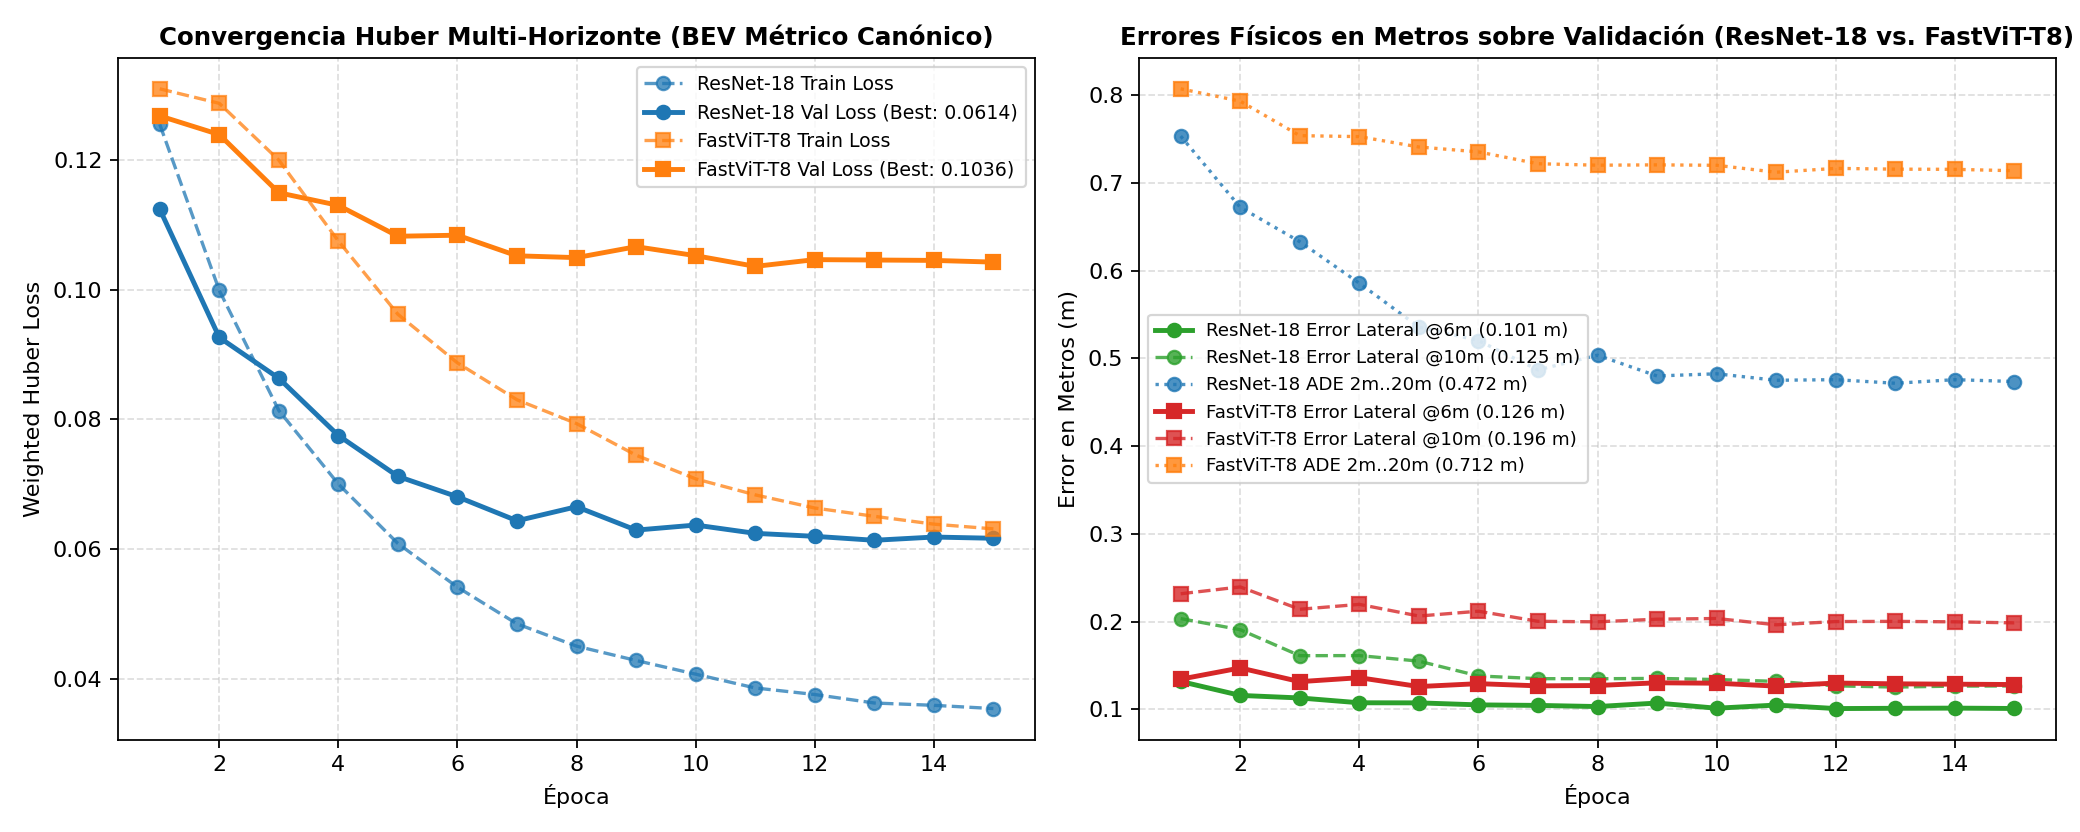 Convergencia Huber Multi-Horizonte (BEV Métrico Canónico)
ResNet-18 Train Loss
ResNet-18 Val Loss (Best: 0.0614)
FastViT-T8 Train Loss
FastViT-T8 Val Loss (Best: 0.1036)
Weighted Huber Loss
0.12
0.10
0.08
0.06
0.04
2 4 6 8 10 12 14
Época
Errores Físicos en Metros sobre Validación (ResNet-18 vs. FastViT-T8)
ResNet-18 Error Lateral @6m (0.101 m)
ResNet-18 Error Lateral @10m (0.125 m)
ResNet-18 ADE 2m..20m (0.472 m)
FastViT-T8 Error Lateral @6m (0.126 m)
FastViT-T8 Error Lateral @10m (0.196 m)
FastViT-T8 ADE 2m..20m (0.712 m)
Error en Metros (m)
0.8
0.7
0.6
0.5
0.4
0.3
0.2
0.1
2 4 6 8 10 12 14
Época